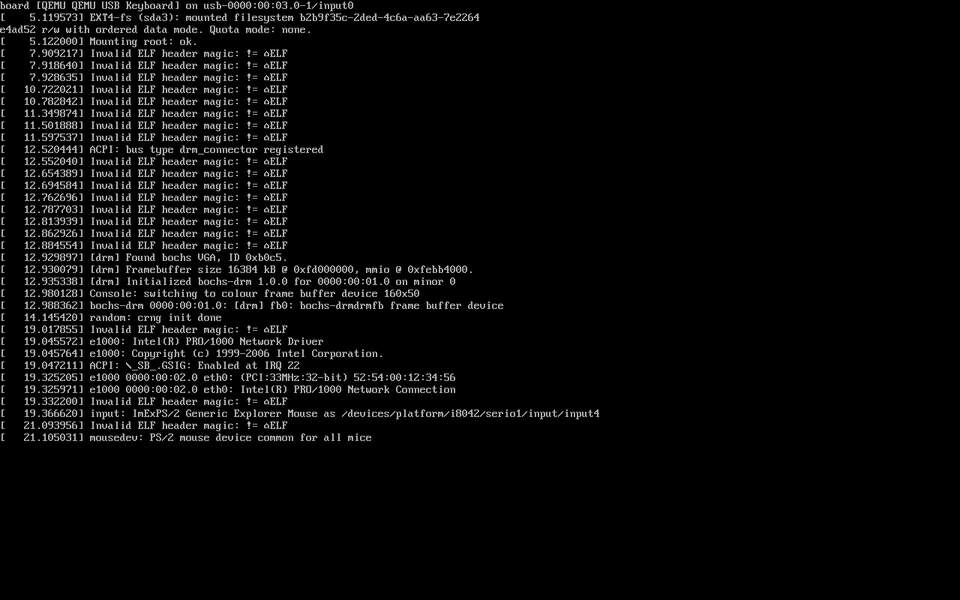 board [QEMU QEMU USB Keyboard] on usb-0000:00:03.0-1/input0
[    5.119573] EXT4-fs (sda3): mounted filesystem b2b9f35c-2ded-4c6a-aa63-7e2264
e4ad52 r/w with ordered data mode. Quota mode: none.
[    5.122000] Mounting root: ok.
[    7.909217] Invalid ELF header magic: != ⌂ELF
[    7.918640] Invalid ELF header magic: != ⌂ELF
[    7.928635] Invalid ELF header magic: != ⌂ELF
[   10.722021] Invalid ELF header magic: != ⌂ELF
[   10.782842] Invalid ELF header magic: != ⌂ELF
[   11.349874] Invalid ELF header magic: != ⌂ELF
[   11.501888] Invalid ELF header magic: != ⌂ELF
[   11.597537] Invalid ELF header magic: != ⌂ELF
[   12.520444] ACPI: bus type drm_connector registered
[   12.552040] Invalid ELF header magic: != ⌂ELF
[   12.654389] Invalid ELF header magic: != ⌂ELF
[   12.694584] Invalid ELF header magic: != ⌂ELF
[   12.762696] Invalid ELF header magic: != ⌂ELF
[   12.787703] Invalid ELF header magic: != ⌂ELF
[   12.813939] Invalid ELF header magic: != ⌂ELF
[   12.862926] Invalid ELF header magic: != ⌂ELF
[   12.884554] Invalid ELF header magic: != ⌂ELF
[   12.929897] [drm] Found bochs VGA, ID 0xb0c5.
[   12.930079] [drm] Framebuffer size 16384 kB @ 0xfd000000, mmio @ 0xfebb4000.
[   12.935338] [drm] Initialized bochs-drm 1.0.0 for 0000:00:01.0 on minor 0
[   12.980128] Console: switching to colour frame buffer device 160x50
[   12.988362] bochs-drm 0000:00:01.0: [drm] fb0: bochs-drmdrmfb frame buffer device
[   14.145420] random: crng init done
[   19.017855] Invalid ELF header magic: != ⌂ELF
[   19.045572] e1000: Intel(R) PRO/1000 Network Driver
[   19.045764] e1000: Copyright (c) 1999-2006 Intel Corporation.
[   19.047211] ACPI: \_SB_.GSIG: Enabled at IRQ 22
[   19.325205] e1000 0000:00:02.0 eth0: (PCI:33MHz:32-bit) 52:54:00:12:34:56
[   19.325971] e1000 0000:00:02.0 eth0: Intel(R) PRO/1000 Network Connection
[   19.332200] Invalid ELF header magic: != ⌂ELF
[   19.366620] input: ImExPS/2 Generic Explorer Mouse as /devices/platform/i8042/serio1/input/input4
[   21.093956] Invalid ELF header magic: != ⌂ELF
[   21.105031] mousedev: PS/2 mouse device common for all mice